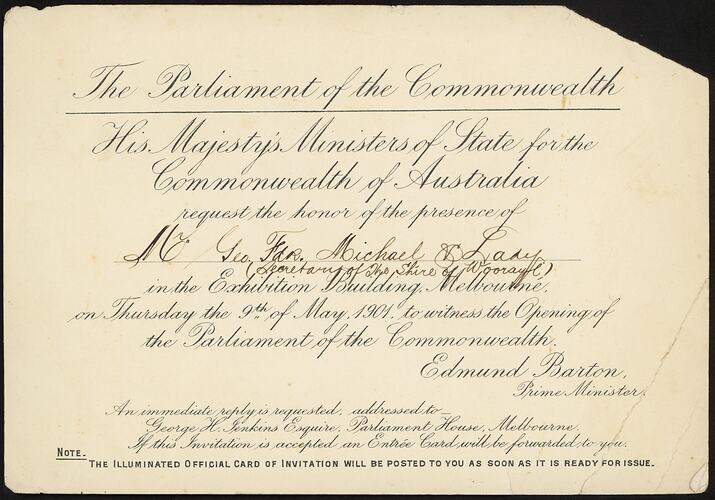 The Parliament of the Commonwealth
His Majesty's Ministers of State for the
Commonwealth of Australia
request the honor of the presence of
Mr Geo. Fdk. Michael & Lady
(Secretary of the Shire of Woorayl)
in the Exhibition Building, Melbourne,
on Thursday the 9th of May, 1901, to witness the Opening of
the Parliament of the Commonwealth.
Edmund Barton,
Prime Minister.
An immediate reply is requested, addressed to_
George H. Jenkins Esquire, Parliament House, Melbourne.
If this Invitation is accepted an Entrée Card will be forwarded to you.
NOTE._ THE ILLUMINATED OFFICIAL CARD OF INVITATION WILL BE POSTED TO YOU AS SOON AS IT IS READY FOR ISSUE.